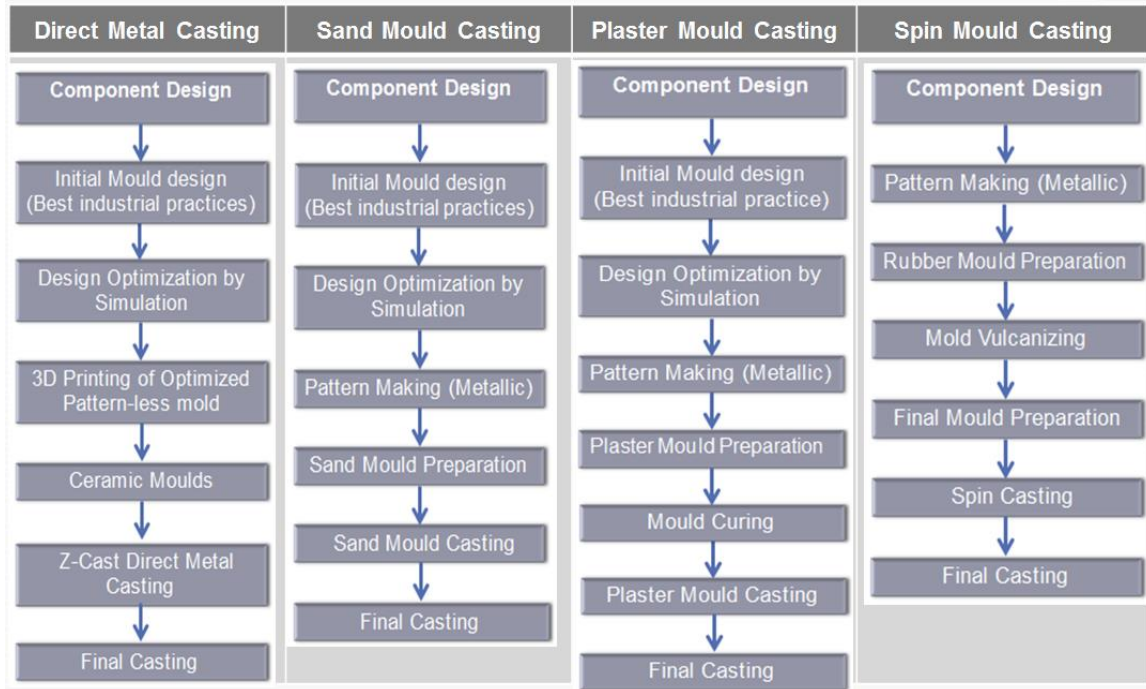 Direct Metal Casting
Component Design
Initial Mould design
(Best industrial practices)
Design Optimization by
Simulation
3D Printing of Optimized
Pattern-less mold
Ceramic Moulds
Z-Cast Direct Metal
Casting
Final Casting
Sand Mould Casting
Component Design
Initial Mould design
(Best industrial practices)
Design Optimization by
Simulation
Pattern Making (Metallic)
Sand Mould Preparation
Sand Mould Casting
Final Casting
Plaster Mould Casting
Component Design
Initial Mould design
(Best industrial practice)
Design Optimization by
Simulation
Pattern Making (Metallic)
Plaster Mould Preparation
Mould Curing
Plaster Mould Casting
Final Casting
Spin Mould Casting
Component Design
Pattern Making (Metallic)
Rubber Mould Preparation
Mold Vulcanizing
Final Mould Preparation
Spin Casting
Final Casting